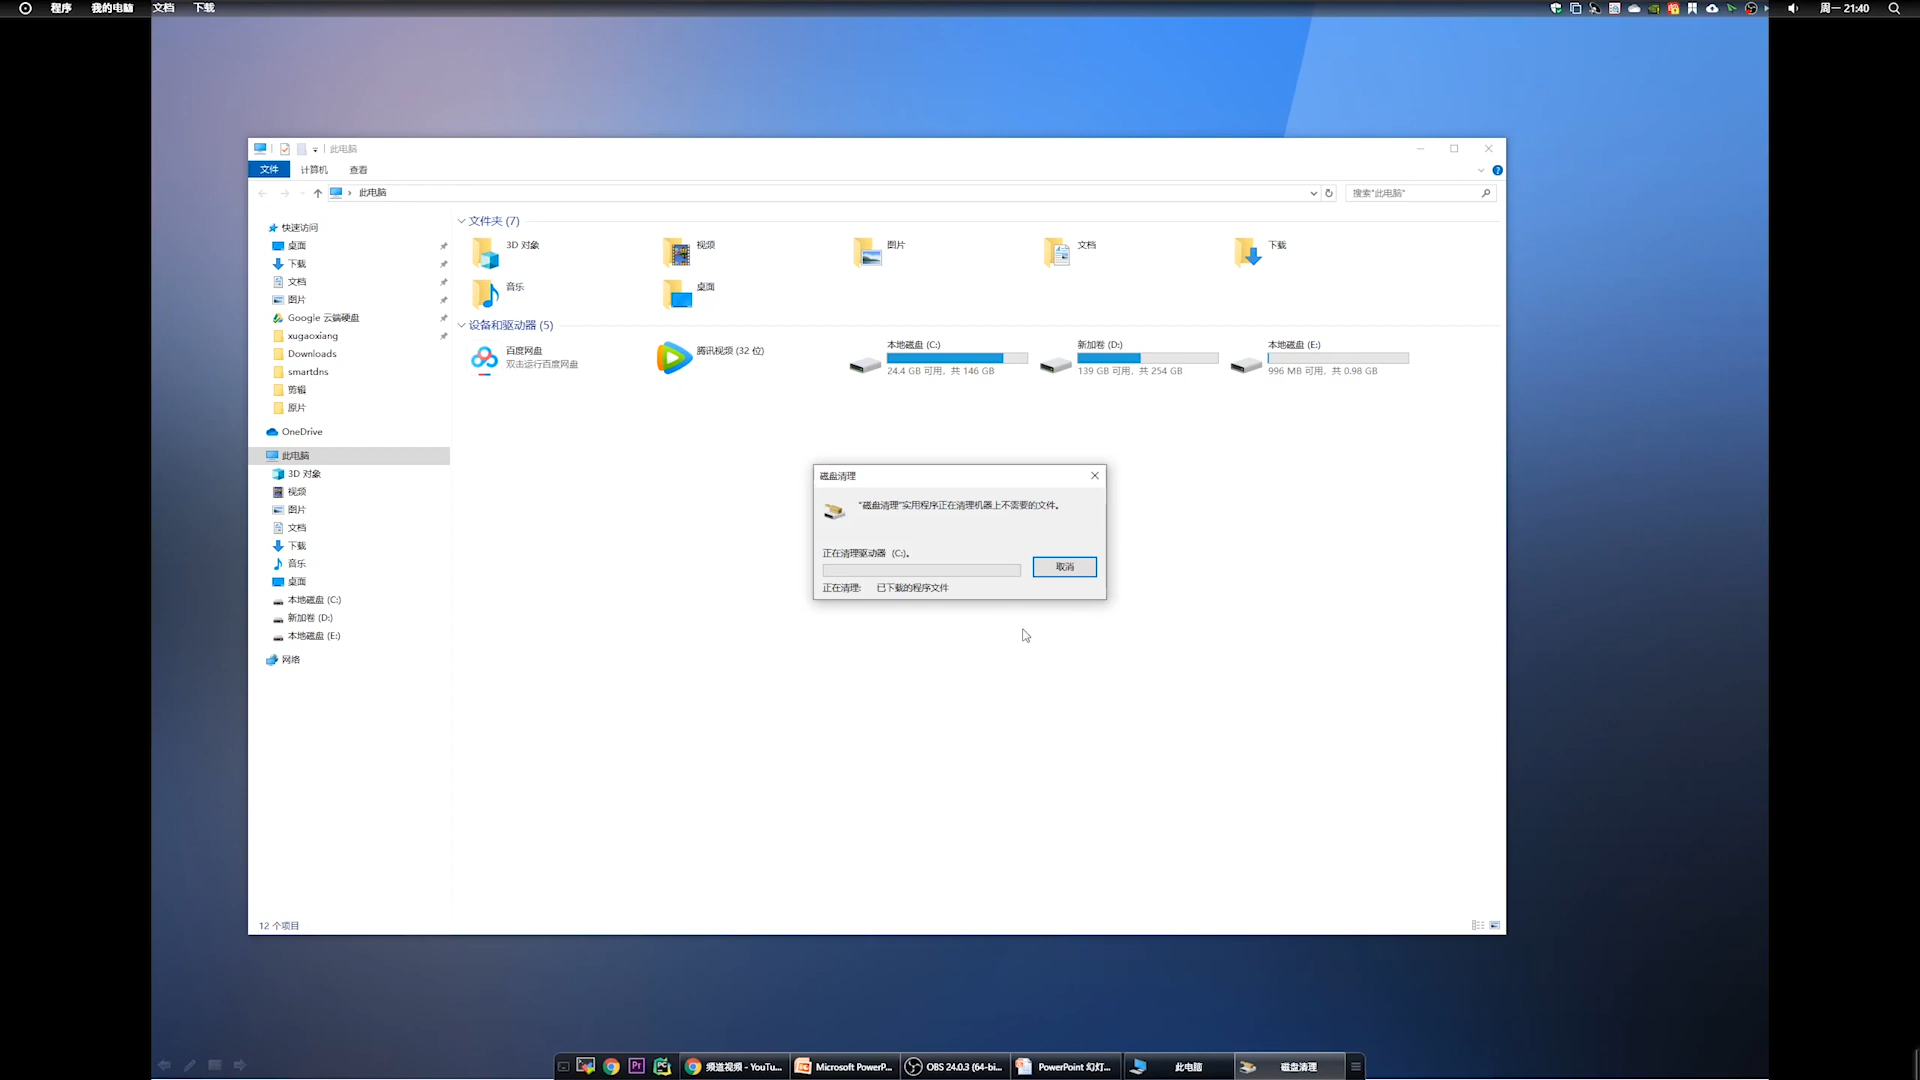 程序 我的电脑 文档 下载
周一 21:40
此电脑
文件 计算机 查看
此电脑
搜索"此电脑"
快速访问
桌面
下载
文档
图片
Google 云端硬盘
xugaoxiang
Downloads
smartdns
剪辑
原片
OneDrive
此电脑
3D 对象
视频
图片
文档
下载
音乐
桌面
本地磁盘 (C:)
新加卷 (D:)
本地磁盘 (E:)
网络
文件夹 (7)
3D 对象
视频
图片
文档
下载
音乐
桌面
设备和驱动器 (5)
百度网盘
双击运行百度网盘
腾讯视频 (32 位)
本地磁盘 (C:)
24.4 GB 可用，共 146 GB
新加卷 (D:)
139 GB 可用，共 254 GB
本地磁盘 (E:)
996 MB 可用，共 0.98 GB
磁盘清理
"磁盘清理"实用程序正在清理机器上不需要的文件。
正在清理驱动器 (C:)。
取消
正在清理: 已下载的程序文件
12 个项目
Pr
PC
频道视频 - YouTu...
Microsoft PowerP...
OBS 24.0.3 (64-bi...
PowerPoint 幻灯...
此电脑
磁盘清理